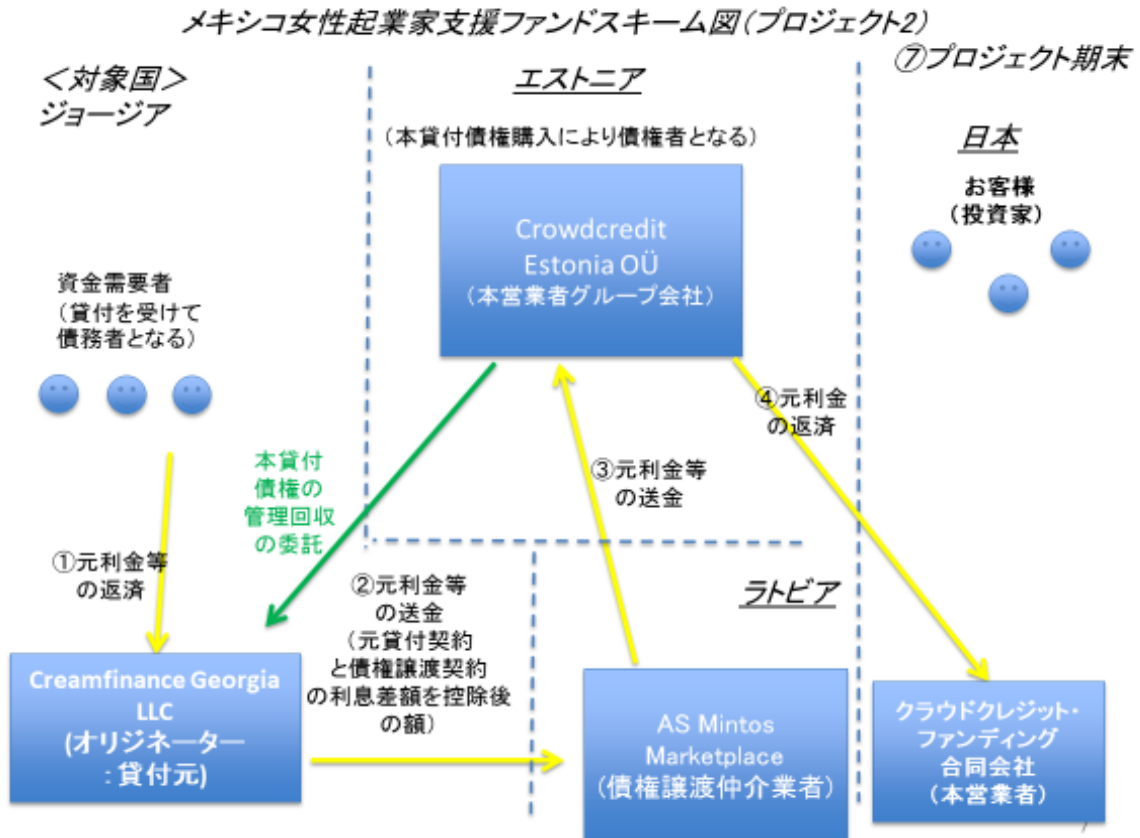 メキシコ女性起業家支援ファンドスキーム図(プロジェクト2)
＜対象国＞
ジョージア
エストニア
⑦プロジェクト期末
(本貸付債権購入により債権者となる)
日本
お客様
(投資家)
Crowdcredit
Estonia OÜ
(本営業者グループ会社)
資金需要者
(貸付を受けて
債務者となる)
④元利金
の返済
本貸付
債権の
管理回収
の委託
③元利金等
の送金
①元利金等
の返済
②元利金等
の送金
(元貸付契約
と債権譲渡契約
の利息差額を控除後
の額)
ラトビア
Creamfinance Georgia
LLC
(オリジネーター
:貸付元)
AS Mintos
Marketplace
(債権譲渡仲介業者)
クラウドクレジット・
ファンディング
合同会社
(本営業者)